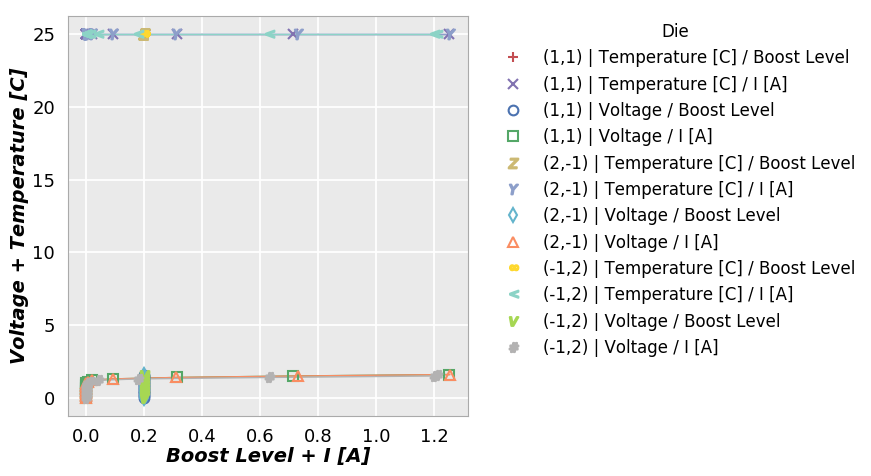 Voltage + Temperature [C]
25
20
15
10
5
0
0.0 0.2 0.4 0.6 0.8 1.0 1.2
Boost Level + I [A]
Die
(1,1) | Temperature [C] / Boost Level
(1,1) | Temperature [C] / I [A]
(1,1) | Voltage / Boost Level
(1,1) | Voltage / I [A]
(2,-1) | Temperature [C] / Boost Level
(2,-1) | Temperature [C] / I [A]
(2,-1) | Voltage / Boost Level
(2,-1) | Voltage / I [A]
(-1,2) | Temperature [C] / Boost Level
(-1,2) | Temperature [C] / I [A]
(-1,2) | Voltage / Boost Level
(-1,2) | Voltage / I [A]